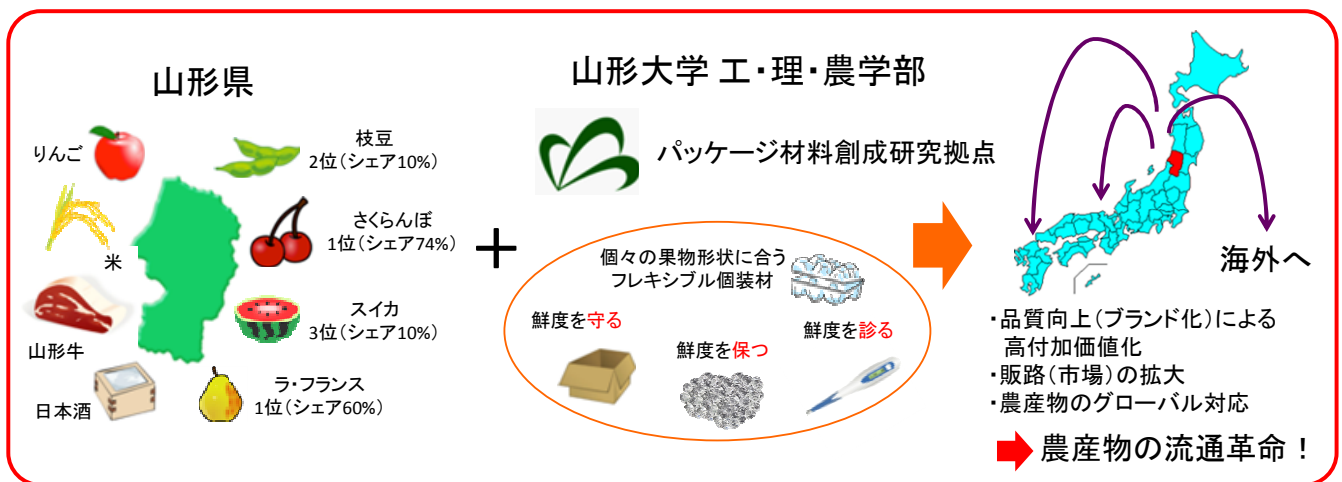 山形県
りんご
枝豆
2位(シェア10%)
米
さくらんぼ
1位(シェア74%)
山形牛
スイカ
3位(シェア10%)
日本酒
ラ・フランス
1位(シェア60%)
+
山形大学 工・理・農学部
パッケージ材料創成研究拠点
個々の果物形状に合う
フレキシブル個装材
鮮度を守る
鮮度を保つ
鮮度を診る
海外へ
・品質向上(ブランド化)による
高付加価値化
・販路(市場)の拡大
・農産物のグローバル対応
農産物の流通革命！